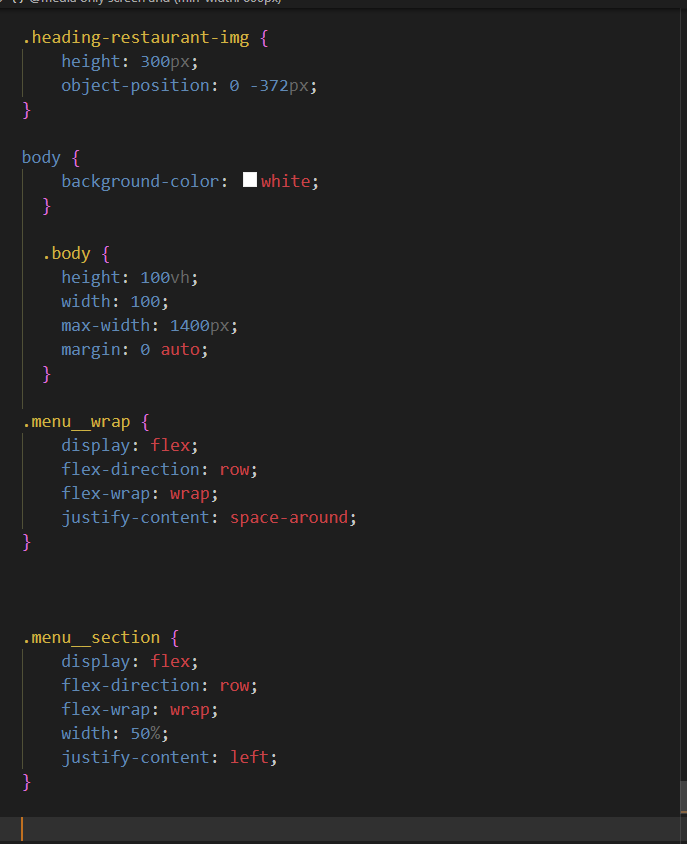 {} @media only screen and (min-width: 600px)
.heading-restaurant-img {
height: 300px;
object-position: 0 -372px;
}
body {
background-color: white;
}
.body {
height: 100vh;
width: 100;
max-width: 1400px;
margin: 0 auto;
}
.menu__wrap {
display: flex;
flex-direction: row;
flex-wrap: wrap;
justify-content: space-around;
}
.menu__section {
display: flex;
flex-direction: row;
flex-wrap: wrap;
width: 50%;
justify-content: left;
}